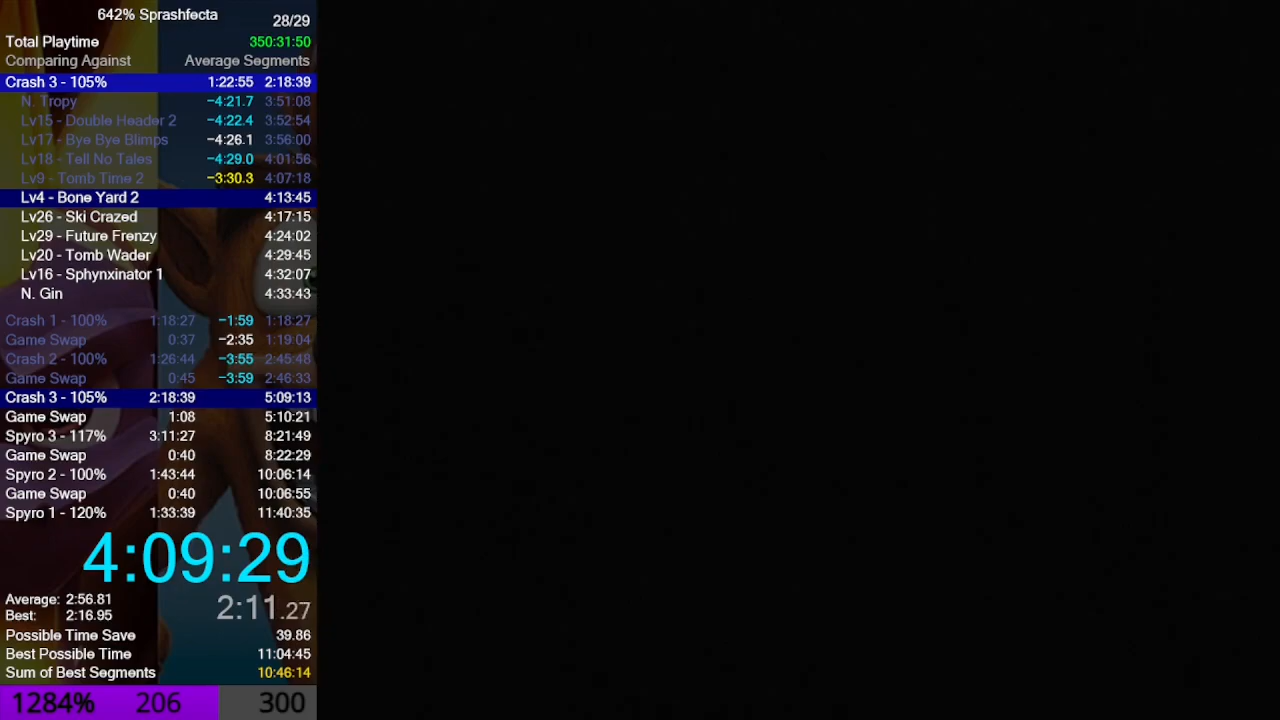 642% Sprashfecta
28/29
Total Playtime 350:31:50
Comparing Against Average Segments
Crash 3 - 105% 1:22:55 2:18:39
N. Tropy −4:21.7 3:51:08
Lv15 - Double Header 2 −4:22.4 3:52:54
Lv17 - Bye Bye Blimps −4:26.1 3:56:00
Lv18 - Tell No Tales −4:29.0 4:01:56
Lv9 - Tomb Time 2 −3:30.3 4:07:18
Lv4 - Bone Yard 2 4:13:45
Lv26 - Ski Crazed 4:17:15
Lv29 - Future Frenzy 4:24:02
Lv20 - Tomb Wader 4:29:45
Lv16 - Sphynxinator 1 4:32:07
N. Gin 4:33:43
Crash 1 - 100% 1:18:27 −1:59 1:18:27
Game Swap 0:37 −2:35 1:19:04
Crash 2 - 100% 1:26:44 −3:55 2:45:48
Game Swap 0:45 −3:59 2:46:33
Crash 3 - 105% 2:18:39 5:09:13
Game Swap 1:08 5:10:21
Spyro 3 - 117% 3:11:27 8:21:49
Game Swap 0:40 8:22:29
Spyro 2 - 100% 1:43:44 10:06:14
Game Swap 0:40 10:06:55
Spyro 1 - 120% 1:33:39 11:40:35
4:09:29
Average: 2:56.81
Best: 2:16.95
2:11.27
Possible Time Save 39.86
Best Possible Time 11:04:45
Sum of Best Segments 10:46:14
1284% 206 300